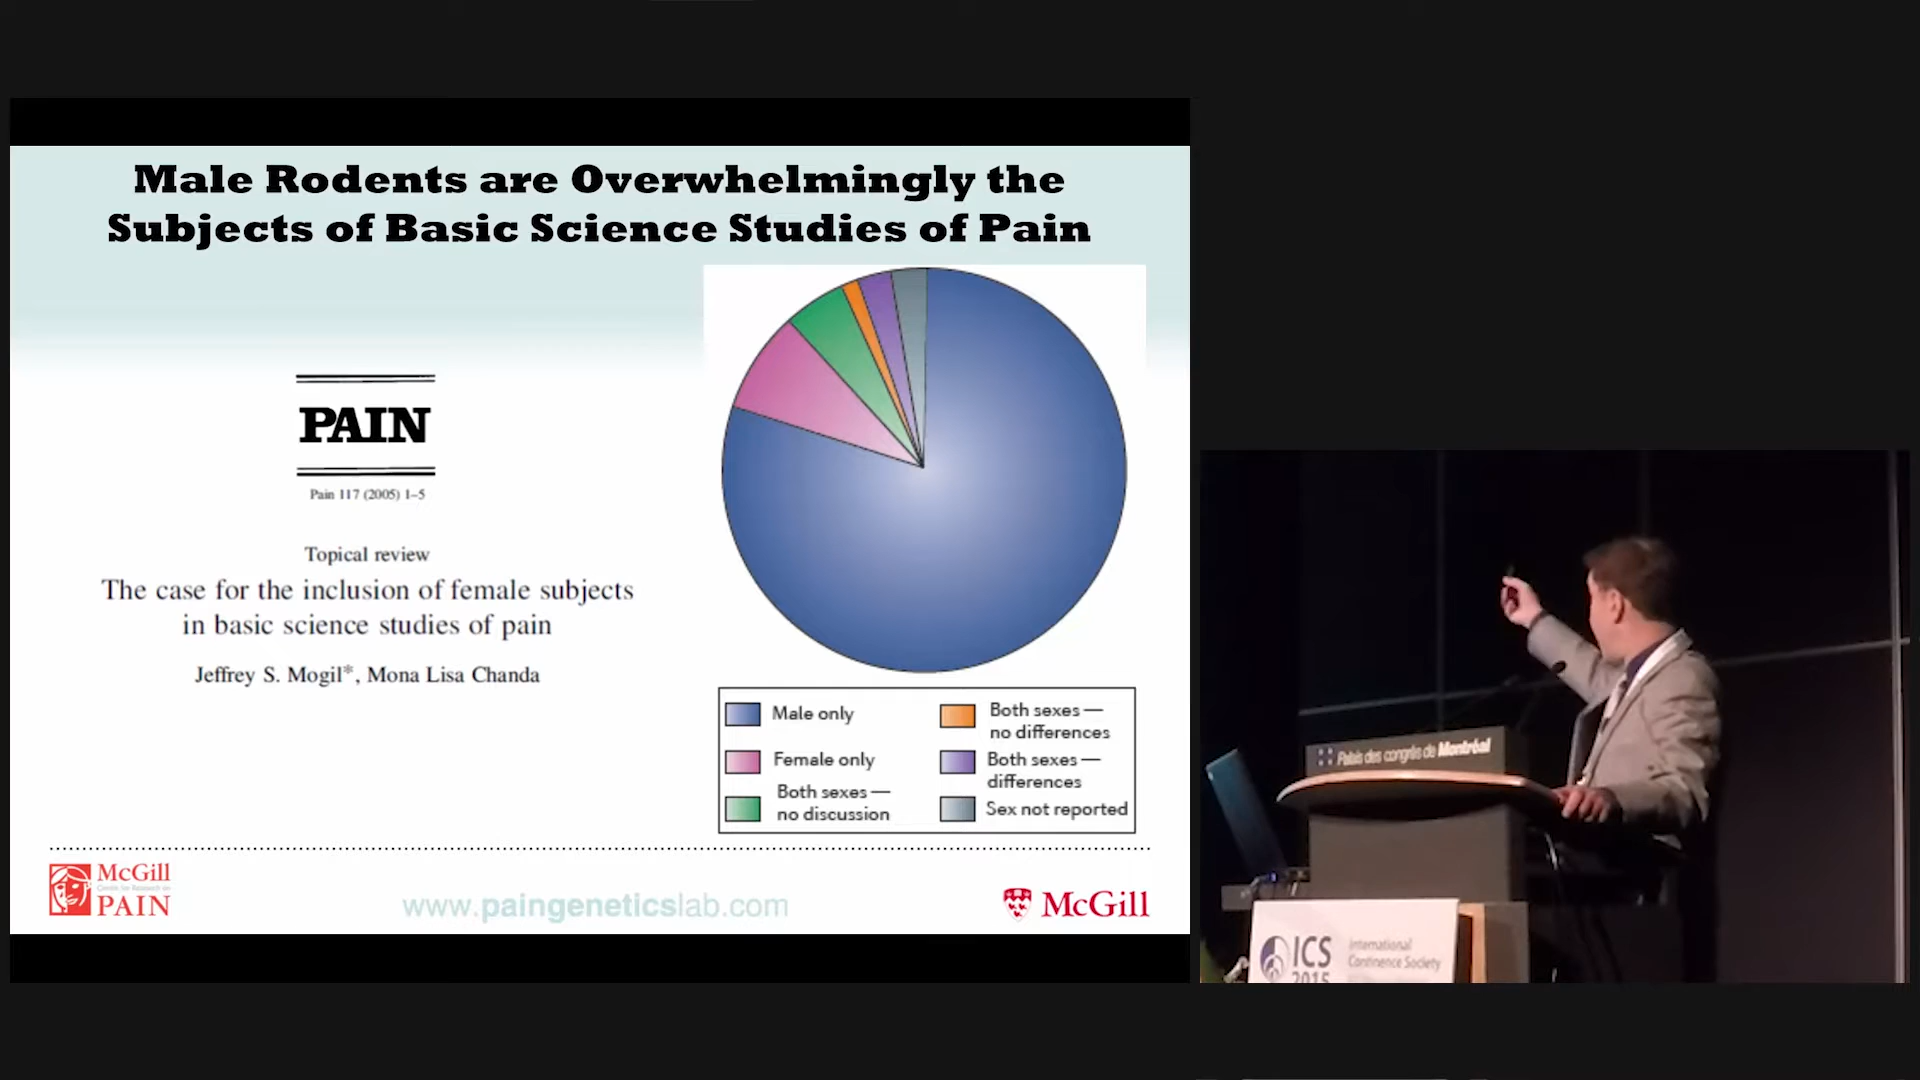 Male Rodents are Overwhelmingly the
Subjects of Basic Science Studies of Pain
PAIN
Pain 117 (2005) 1–5
Topical review
The case for the inclusion of female subjects
in basic science studies of pain
Jeffrey S. Mogil*, Mona Lisa Chanda
Male only
Female only
Both sexes —
no discussion
Both sexes —
no differences
Both sexes —
differences
Sex not reported
McGill
PAIN
www.paingeneticslab.com
McGill
Palais des congrès de Montréal
ICS
2015
International
Continence Society